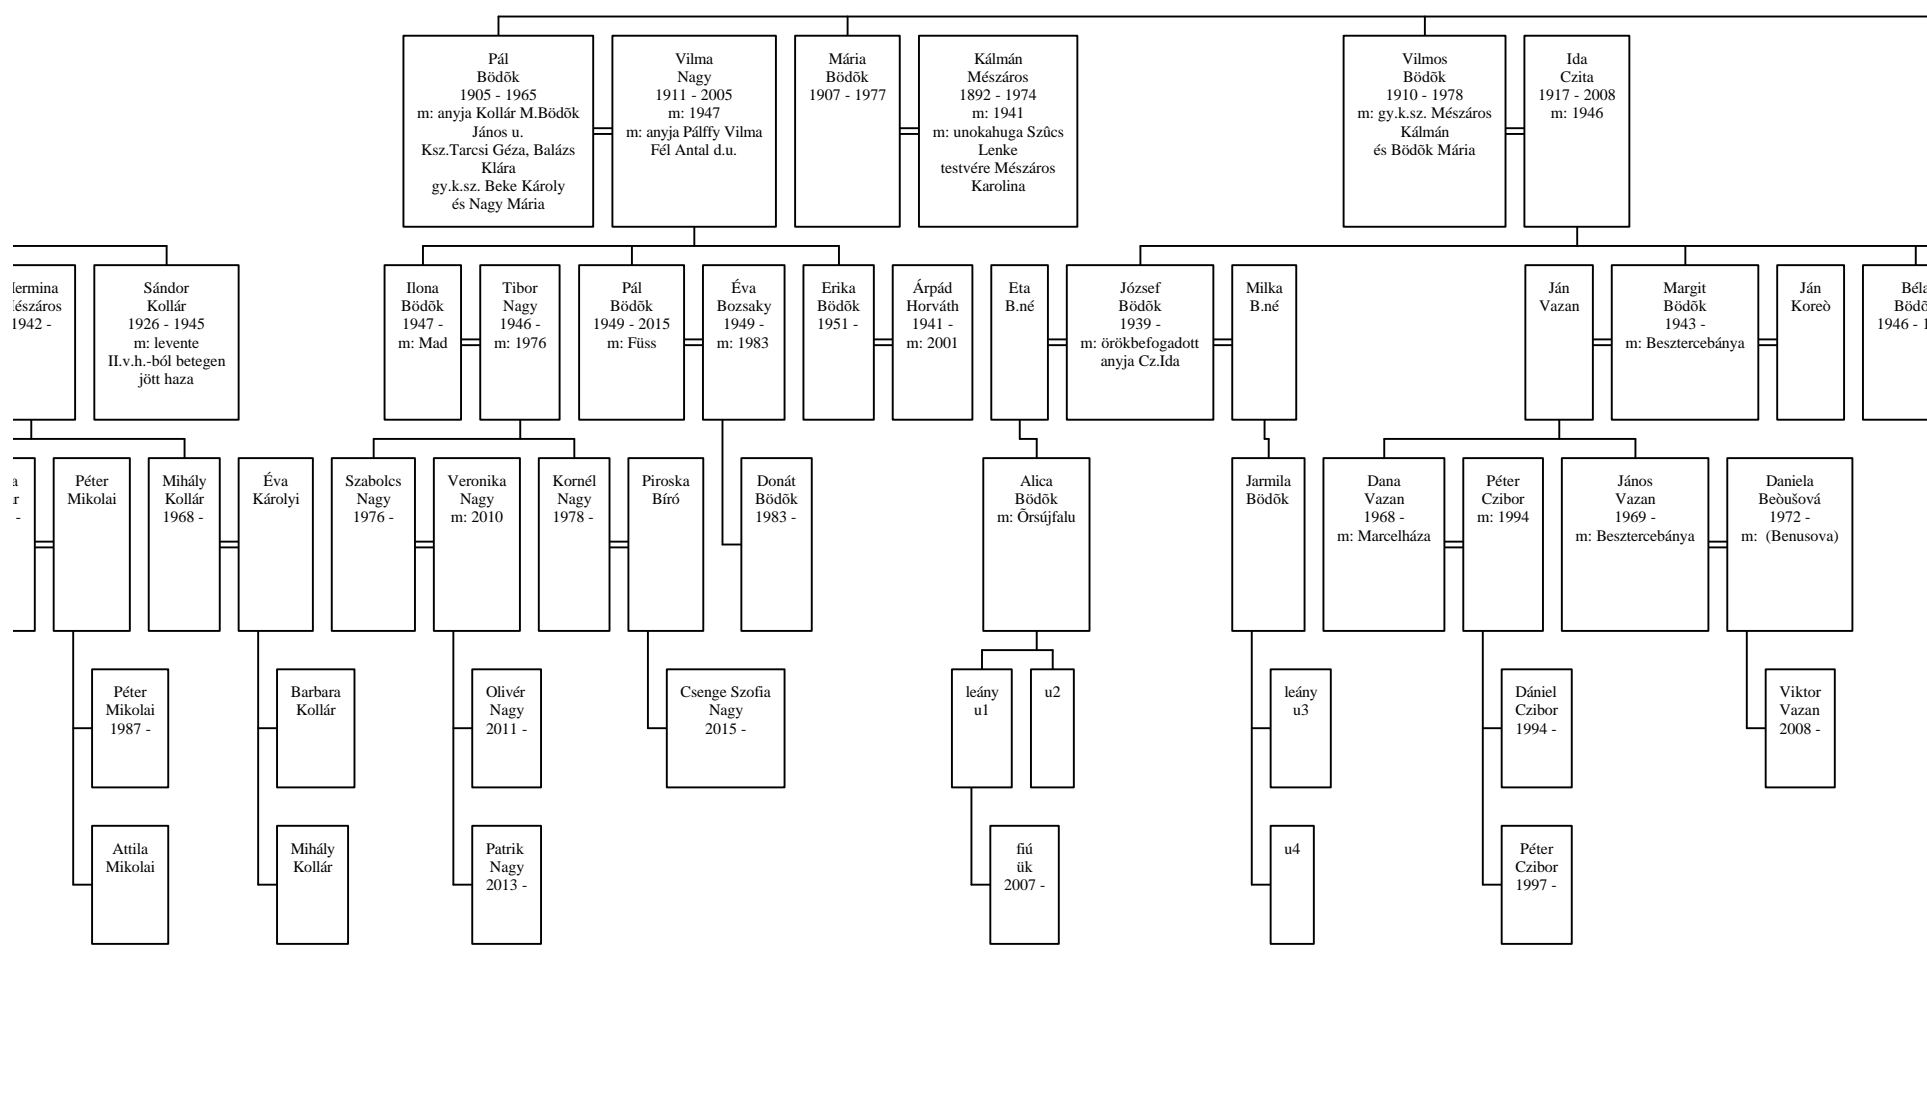 Pál
Bödõk
1905 - 1965
m: anyja Kollár M.Bödõk
János u.
Ksz.Tarcsi Géza, Balázs
Klára
gy.k.sz. Beke Károly
és Nagy Mária
Vilma
Nagy
1911 - 2005
m: 1947
m: anyja Pálffy Vilma
Fél Antal d.u.
Mária
Bödõk
1907 - 1977
Kálmán
Mészáros
1892 - 1974
m: 1941
m: unokahuga Szûcs
Lenke
testvére Mészáros
Karolina
Vilmos
Bödõk
1910 - 1978
m: gy.k.sz. Mészáros
Kálmán
és Bödõk Mária
Ida
Czita
1917 - 2008
m: 1946
1942 -
Sándor
Kollár
1926 - 1945
m: levente
II.v.h.-ból betegen
jött haza
Ilona
Bödõk
1947 -
m: Mad
Tibor
Nagy
1946 -
m: 1976
Pál
Bödõk
1949 - 2015
m: Füss
Éva
Bozsaky
1949 -
m: 1983
Erika
Bödõk
1951 -
Árpád
Horváth
1941 -
m: 2001
Eta
B.né
József
Bödõk
1939 -
m: örökbefogadott
anyja Cz.Ida
Milka
B.né
Ján
Vazan
Margit
Bödõk
1943 -
m: Besztercebánya
Ján
Koreò
1946 -
Péter
Mikolai
Mihály
Kollár
1968 -
Éva
Károlyi
Szabolcs
Nagy
1976 -
Veronika
Nagy
m: 2010
Kornél
Nagy
1978 -
Piroska
Bíró
Donát
Bödõk
1983 -
Alica
Bödõk
m: Õrsújfalu
Jarmila
Bödõk
Dana
Vazan
1968 -
m: Marcelháza
Péter
Czibor
m: 1994
János
Vazan
1969 -
m: Besztercebánya
Daniela
Beòušová
1972 -
m:  (Benusova)
Péter
Mikolai
1987 -
Barbara
Kollár
Olivér
Nagy
2011 -
Csenge Szofia
Nagy
2015 -
leány
u1
u2
leány
u3
Dániel
Czibor
1994 -
Viktor
Vazan
2008 -
Attila
Mikolai
Mihály
Kollár
Patrik
Nagy
2013 -
fiú
ük
2007 -
u4
Péter
Czibor
1997 -